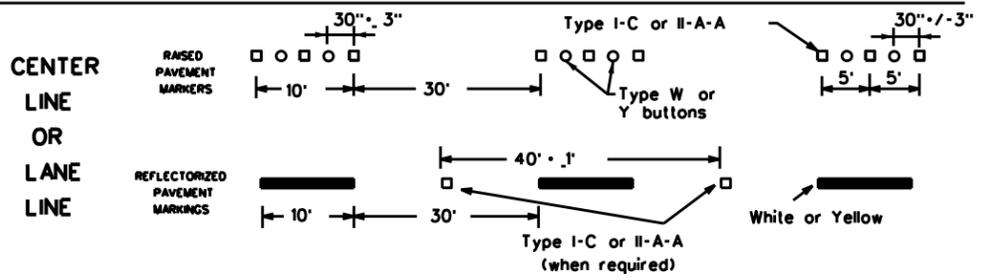 30"·_ 3"
Type I-C or II-A-A
30"+/-3"
CENTER
LINE
OR
LANE
LINE
RAISED
PAVEMENT
MARKERS
10'
30'
Type W or
Y buttons
5'
5'
40' · _1'
REFLECTORIZED
PAVEMENT
MARKINGS
10'
30'
Type I-C or II-A-A
(when required)
White or Yellow